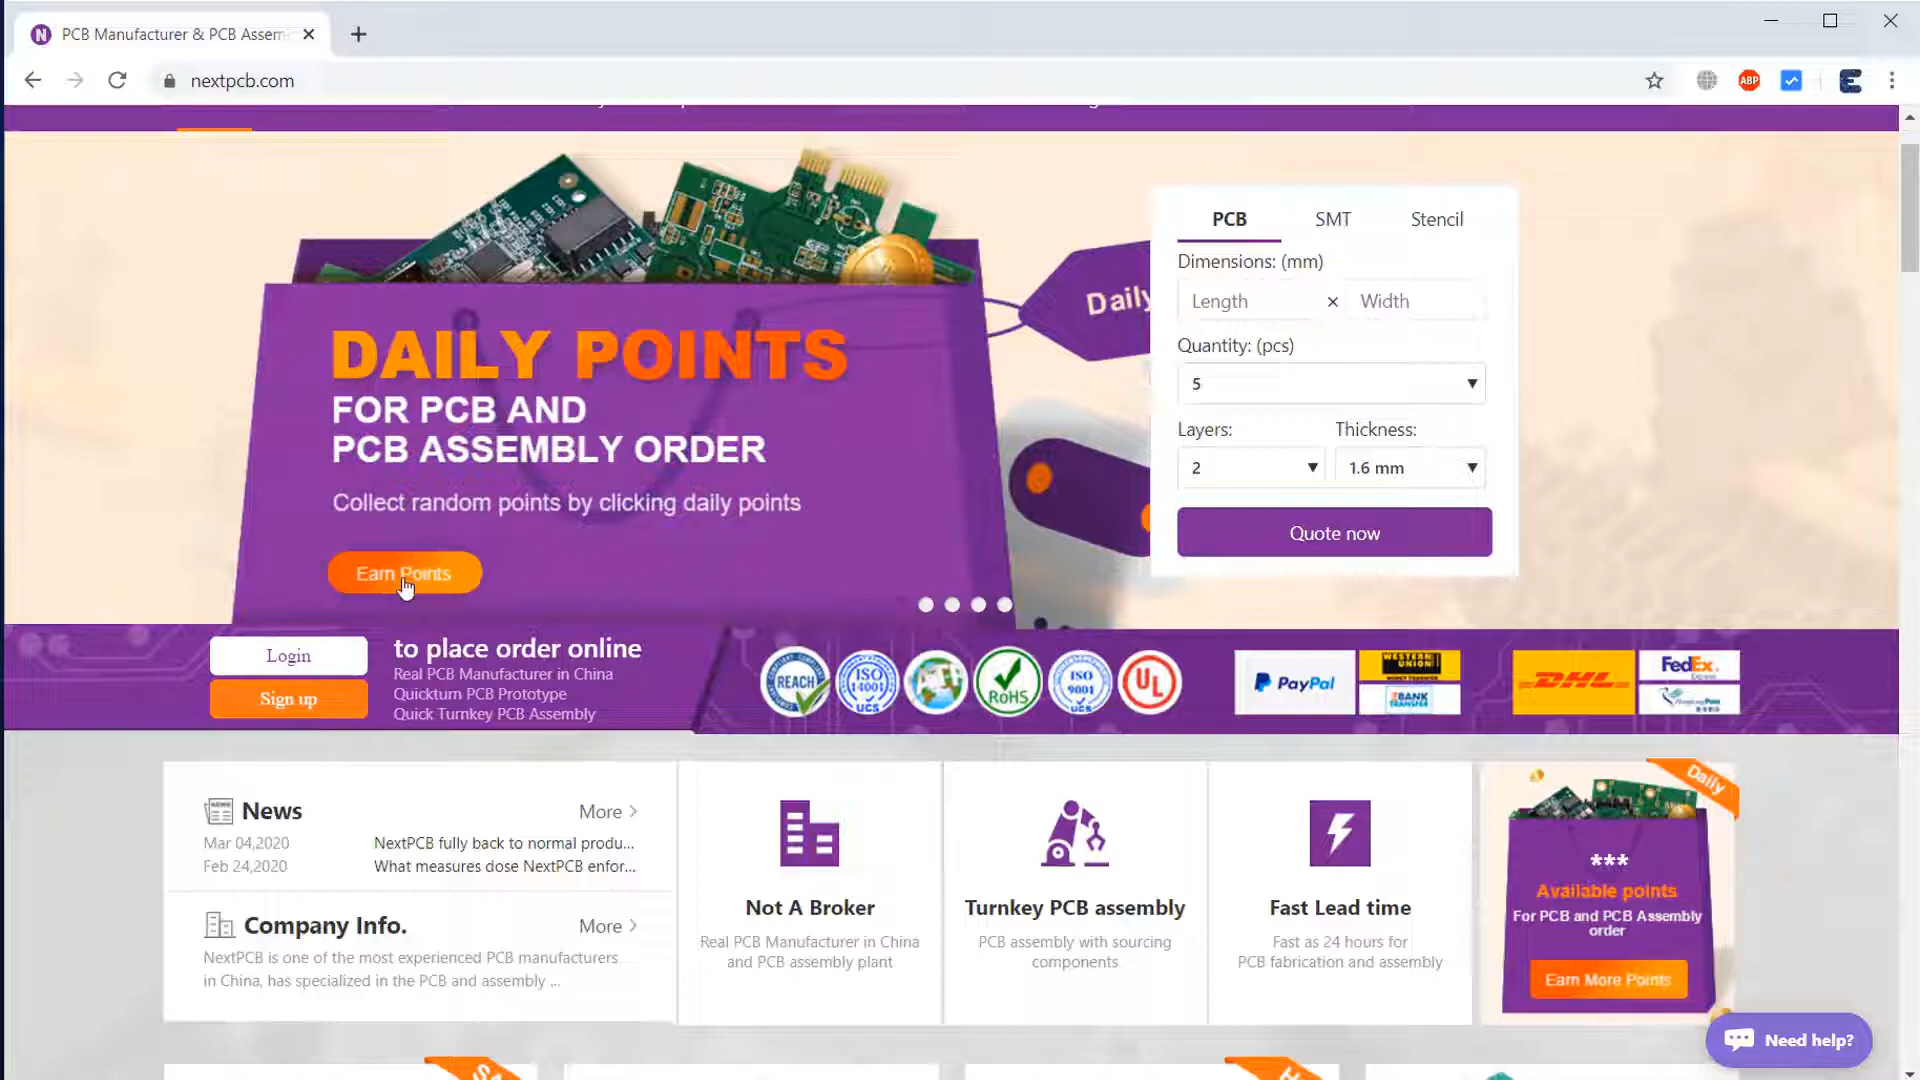 PCB Manufacturer & PCB Assem
nextpcb.com
ABP
DAILY POINTS
FOR PCB AND
PCB ASSEMBLY ORDER
Collect random points by clicking daily points
Earn Points
Daily
PCB SMT Stencil
Dimensions: (mm)
Length × Width
Quantity: (pcs)
5
Layers: Thickness:
2 1.6 mm
Quote now
Login
Sign up
to place order online
Real PCB Manufacturer in China
Quickturn PCB Prototype
Quick Turnkey PCB Assembly
REACH
ISO 14001 UCS
RoHS
ISO 9001 UCS
UL
PayPal
WESTERN UNION
BANK TRANSFER
DHL
FedEx
News More
Mar 04,2020 NextPCB fully back to normal produ...
Feb 24,2020 What measures dose NextPCB enfor...
Company Info. More
NextPCB is one of the most experienced PCB manufacturers
in China, has specialized in the PCB and assembly ...
Not A Broker
Real PCB Manufacturer in China
and PCB assembly plant
Turnkey PCB assembly
PCB assembly with sourcing
components
Fast Lead time
Fast as 24 hours for
PCB fabrication and assembly
Daily
***
Available points
For PCB and PCB Assembly
order
Earn More Points
Need help?